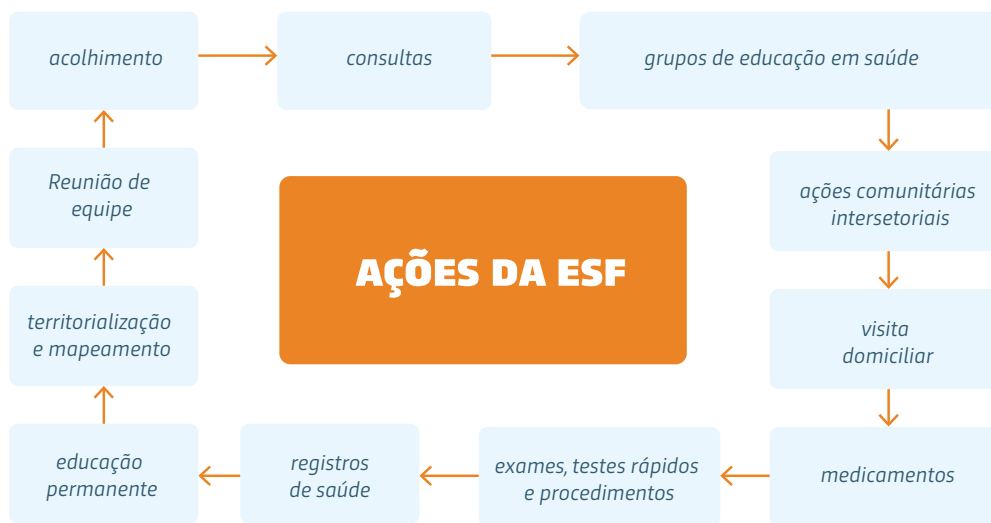 acolhimento
consultas
grupos de educação em saúde
ações comunitárias
intersetoriais
visita
domiciliar
medicamentos
exames, testes rápidos
e procedimentos
registros
de saúde
educação
permanente
territorialização
e mapeamento
Reunião de
equipe
AÇÕES DA ESF